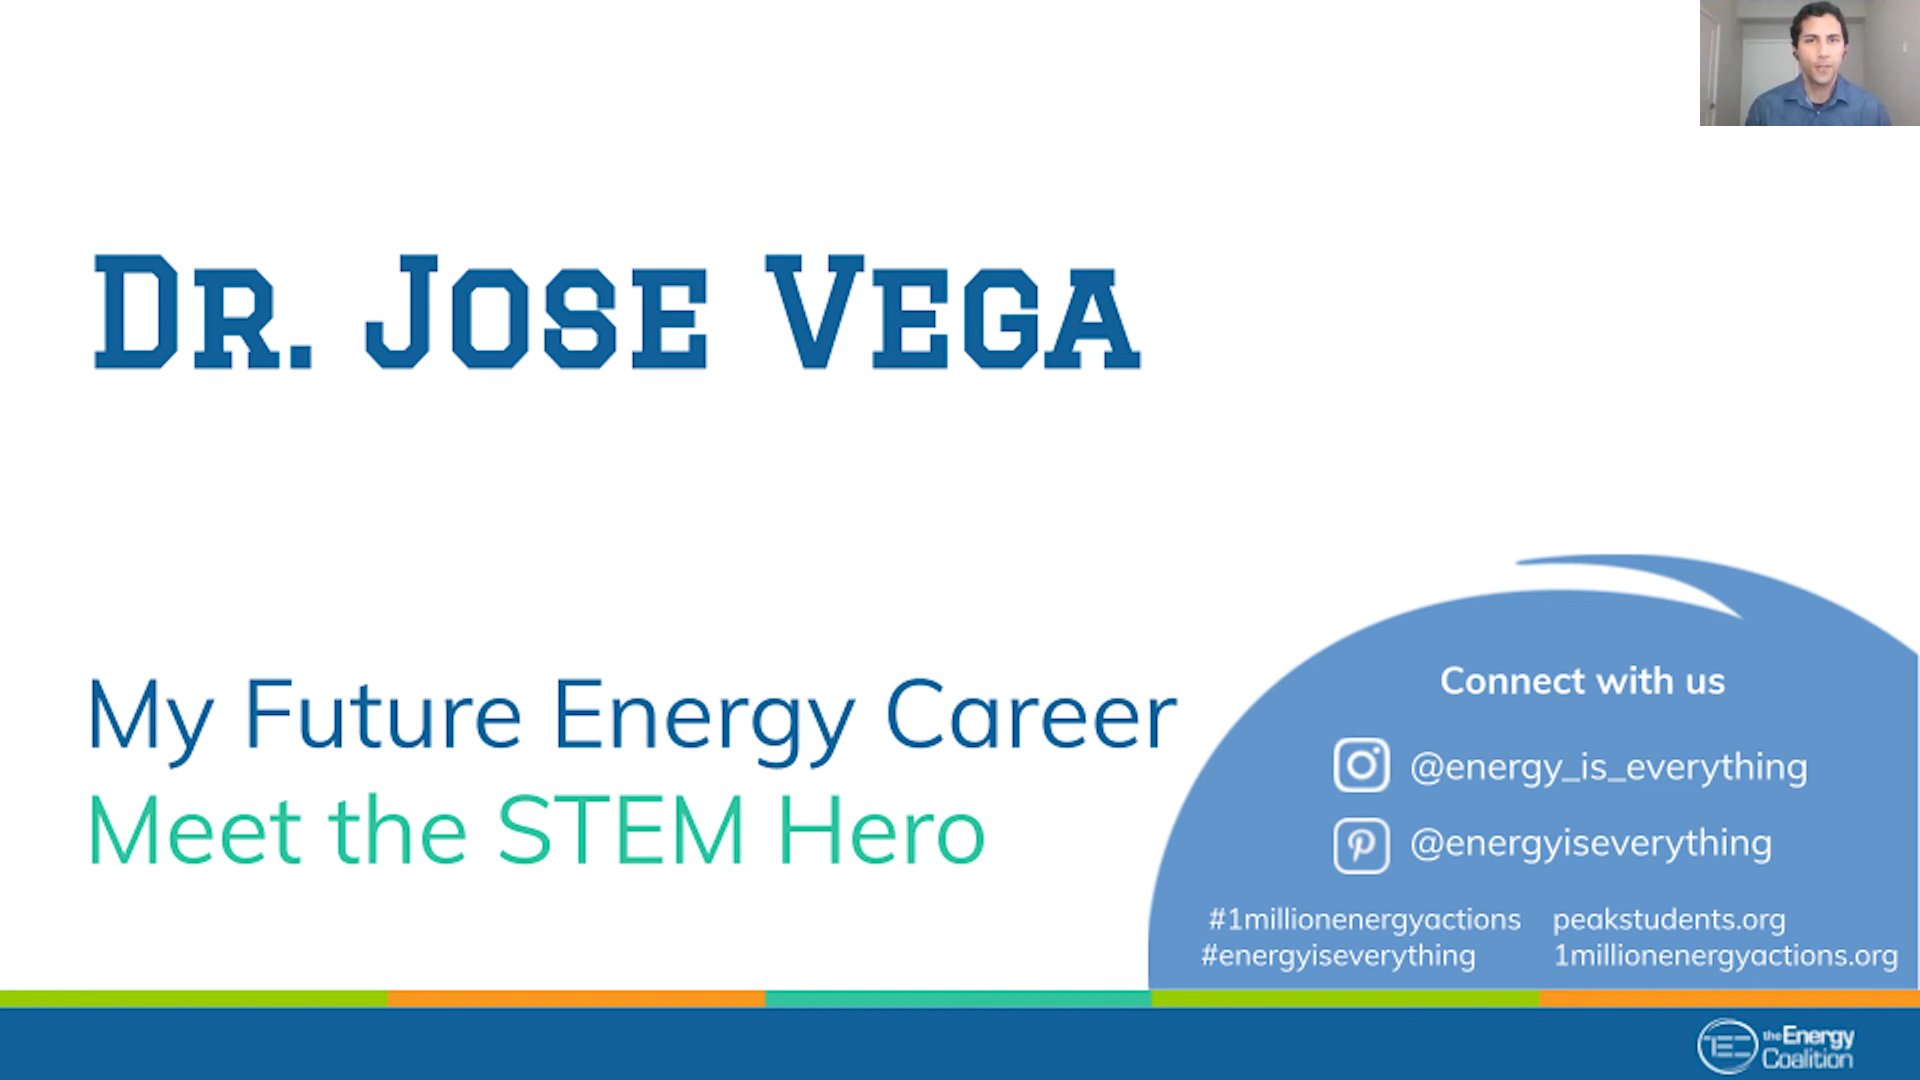 Dr. Jose Vega
My Future Energy Career
Meet the STEM Hero
Connect with us
@energy_is_everything
@energyiseverything
#1millionenergyactions peakstudents.org
#energyiseverything 1millionenergyactions.org
TEC
the Energy
Coalition